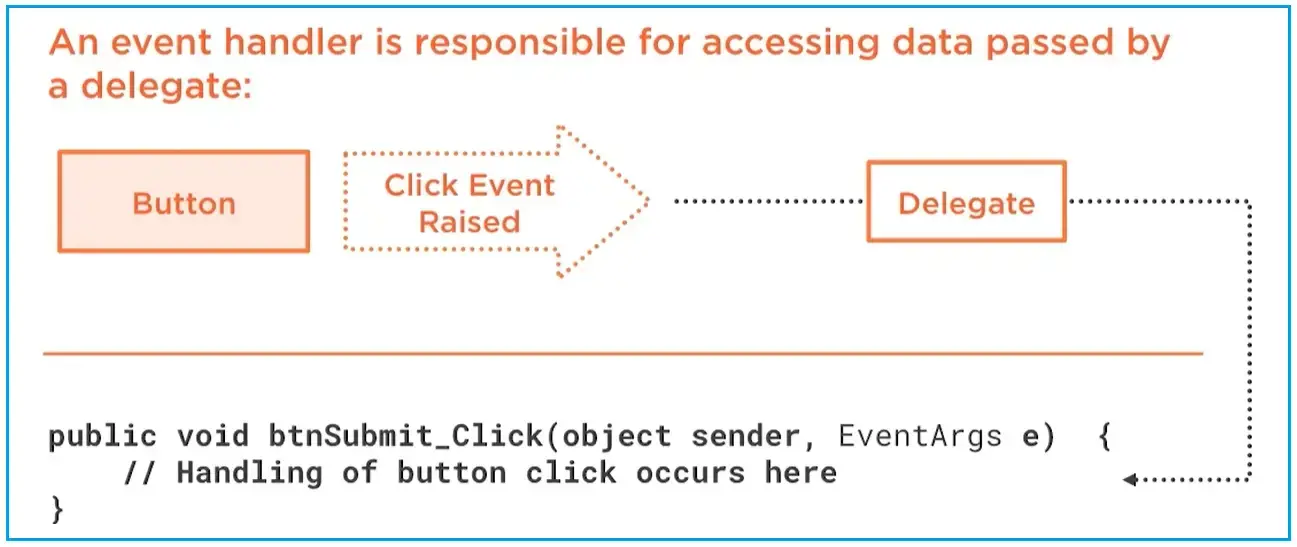 An event handler is responsible for accessing data passed by
a delegate:
Button
Click Event
Raised
Delegate
public void btnSubmit_Click(object sender, EventArgs e)  {
    // Handling of button click occurs here
}